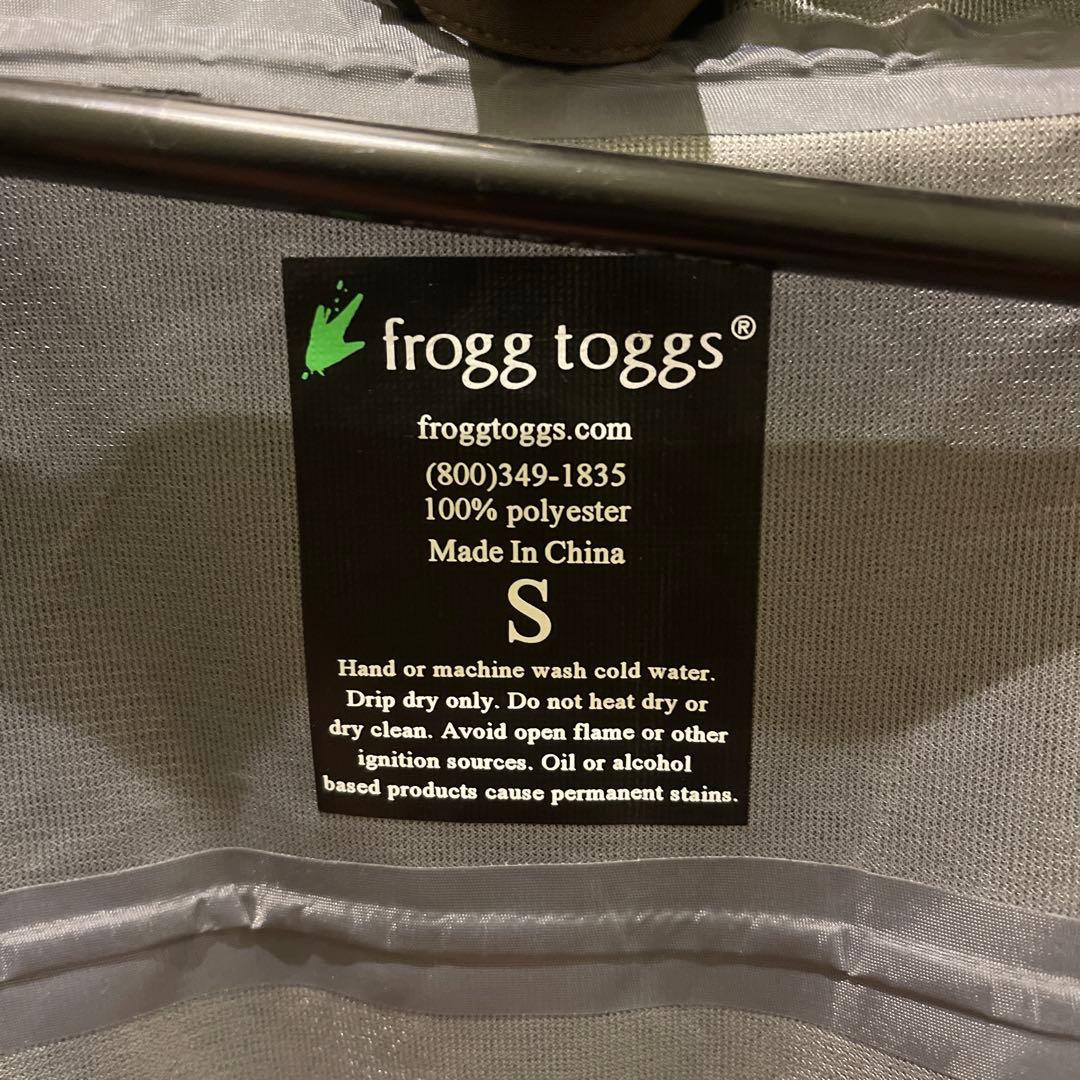 frogg toggs®
froggtoggs.com
(800)349-1835
100% polyester
Made In China
S
Hand or machine wash cold water.
Drip dry only. Do not heat dry or
dry clean. Avoid open flame or other
ignition sources. Oil or alcohol
based products cause permanent stains.